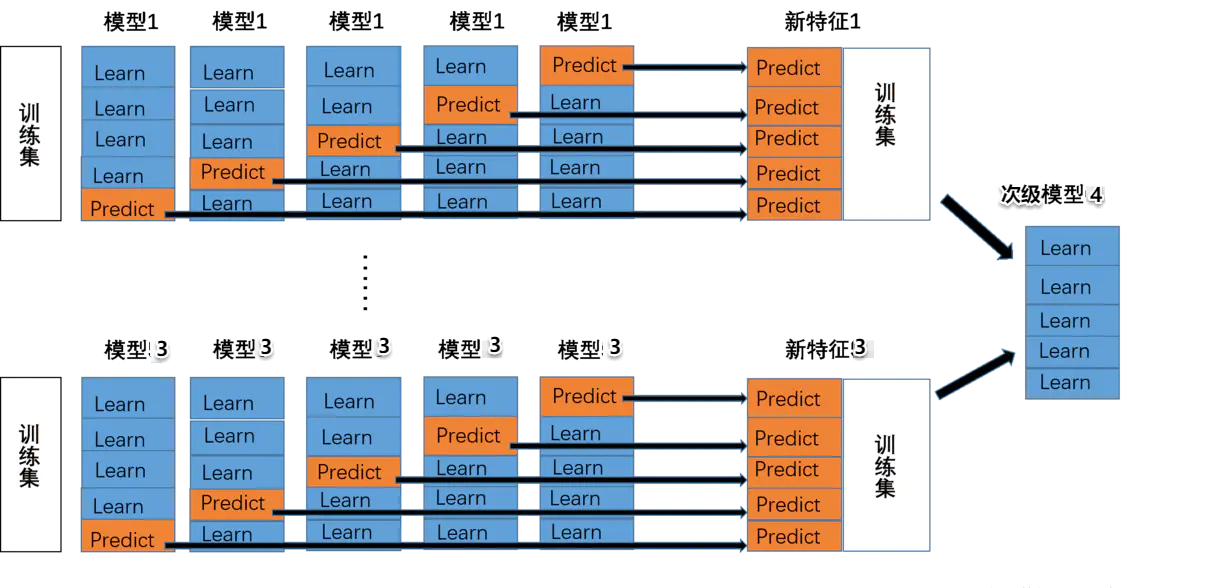 模型1 模型1 模型1 模型1 模型1 新特征1
训练集
Learn Learn Learn Learn Predict Predict
Learn Learn Learn Predict Learn Predict
Learn Learn Predict Learn Learn Predict
Learn Predict Learn Learn Learn Predict
Predict Learn Learn Learn Learn Predict
训练集
次级模型 4
Learn
Learn
Learn
Learn
Learn
模型 3 模型3 模型3 模型 3 模型 3 新特征 3
训练集
Learn Learn Learn Learn Predict Predict
Learn Learn Learn Predict Learn Predict
Learn Learn Predict Learn Learn Predict
Learn Predict Learn Learn Learn Predict
Predict Learn Learn Learn Learn Predict
训练集